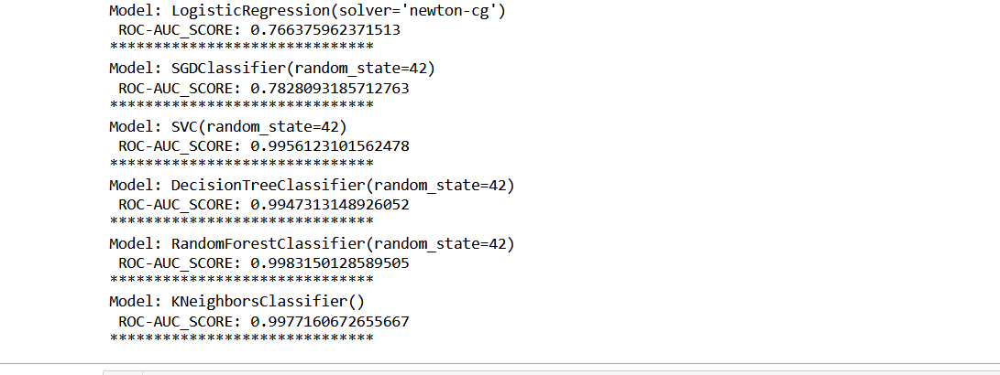 Model: LogisticRegression(solver='newton-cg')
ROC-AUC_SCORE: 0.766375962371513
******************************
Model: SGDClassifier(random_state=42)
ROC-AUC_SCORE: 0.7828093185712763
******************************
Model: SVC(random_state=42)
ROC-AUC_SCORE: 0.9956123101562478
******************************
Model: DecisionTreeClassifier(random_state=42)
ROC-AUC_SCORE: 0.9947313148926052
******************************
Model: RandomForestClassifier(random_state=42)
ROC-AUC_SCORE: 0.9983150128589505
******************************
Model: KNeighborsClassifier()
ROC-AUC_SCORE: 0.9977160672655667
******************************